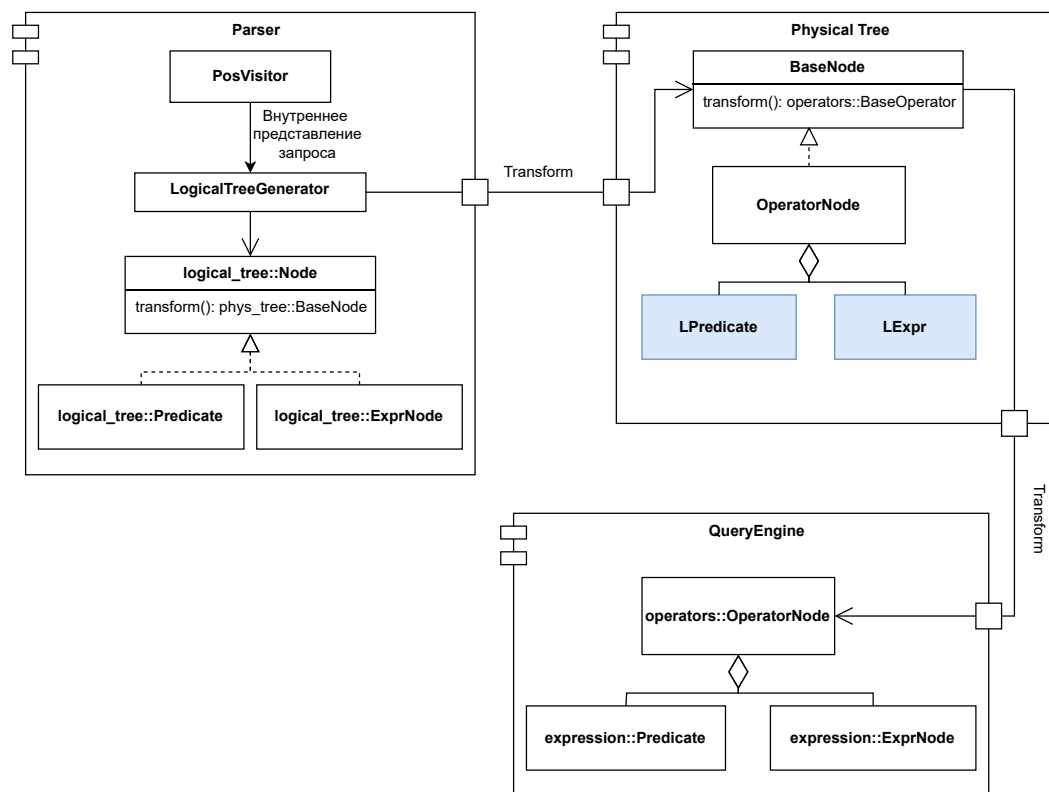 Parser
PosVisitor
Внутреннее
представление
запроса
LogicalTreeGenerator
logical_tree::Node
transform(): phys_tree::BaseNode
logical_tree::Predicate
logical_tree::ExprNode
Transform
Physical Tree
BaseNode
transform(): operators::BaseOperator
OperatorNode
LPredicate
LExpr
Transform
QueryEngine
operators::OperatorNode
expression::Predicate
expression::ExprNode